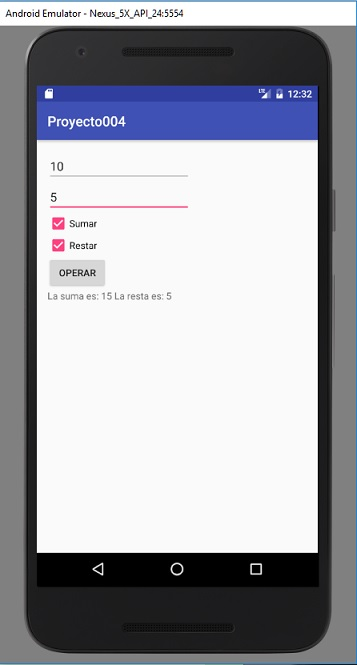 Android Emulator - Nexus_5X_API_24:5554
LTE 12:32
Proyecto004
10
5
Sumar
Restar
OPERAR
La suma es: 15 La resta es: 5